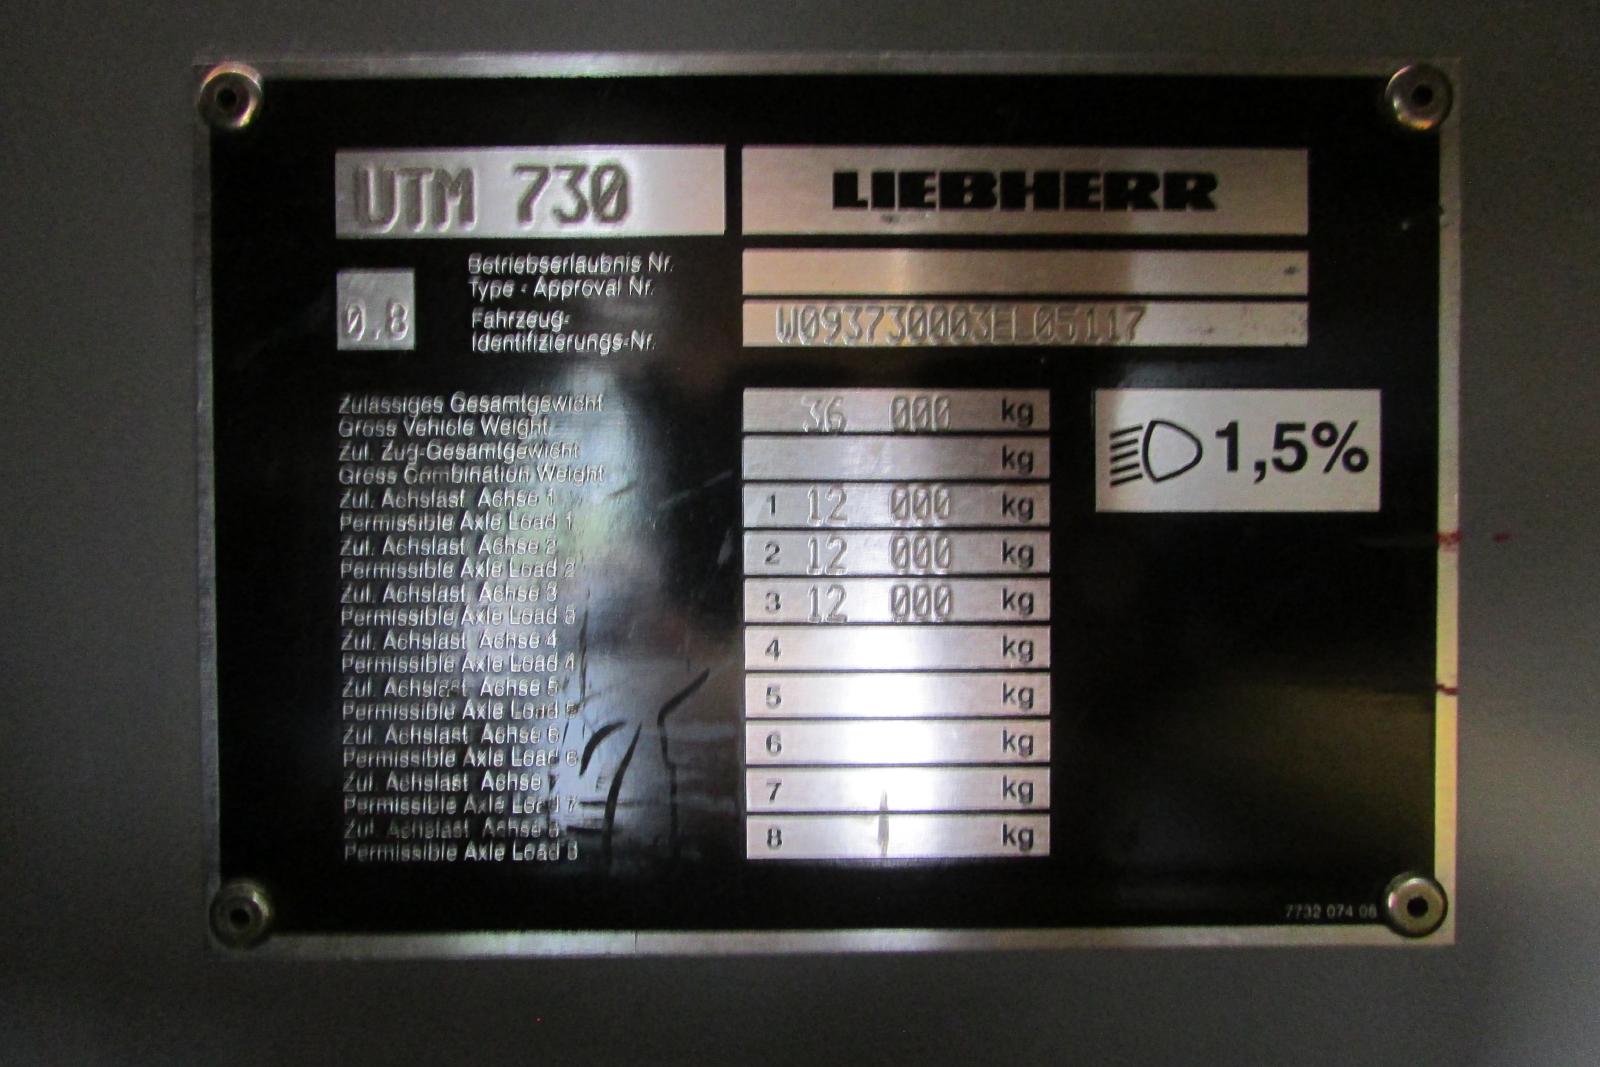 UTM 730
LIEBHERR
0,8
Betriebserlaubnis Nr.
Type - Approval Nr.
Fahrzeug-
Identifizierungs-Nr.
W093730003EL05117
Zulässiges Gesamtgewicht
Gross Vehicle Weight
36 000 kg
Zul. Zug-Gesamtgewicht
Gross Combination Weight
kg
Zul. Achslast Achse 1
Permissible Axle Load 1
1 12 000 kg
Zul. Achslast Achse 2
Permissible Axle Load 2
2 12 000 kg
Zul. Achslast Achse 3
Permissible Axle Load 3
3 12 000 kg
Zul. Achslast Achse 4
Permissible Axle Load 4
4 kg
Zul. Achslast Achse 5
Permissible Axle Load 5
5 kg
Zul. Achslast Achse 6
Permissible Axle Load 6
6 kg
Zul. Achslast Achse 7
Permissible Axle Load 7
7 kg
Zul. Achslast Achse 8
Permissible Axle Load 8
8 kg
1,5%
7732 074 08